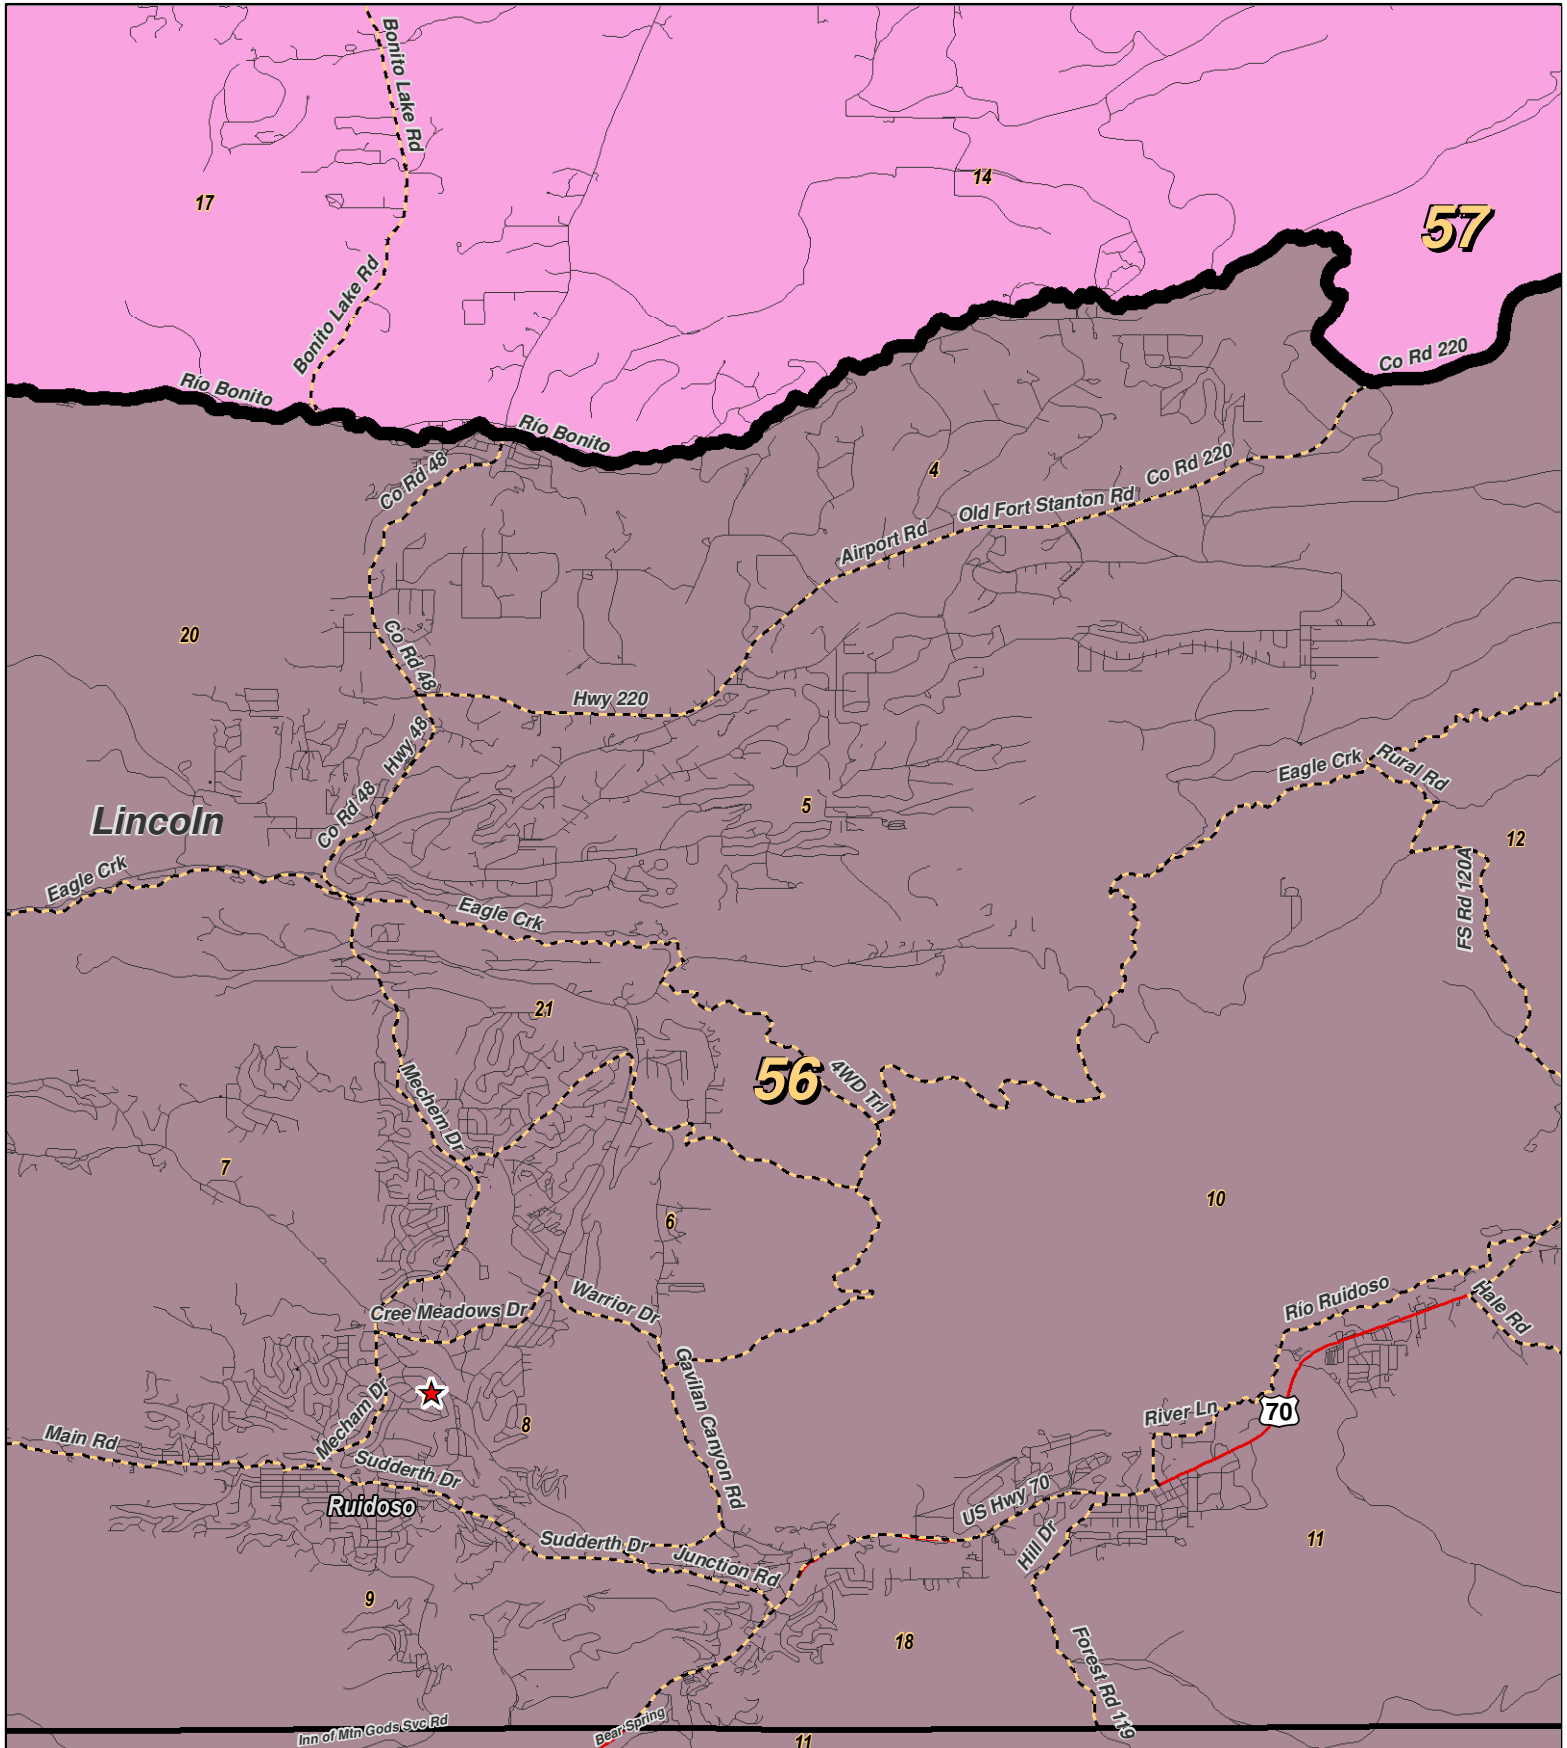 Bonito Lake Rd
14
17
57
Bonito Lake Rd
Co Rd 220
Río Bonito
Río Bonito
Co Rd 48
4
Co Rd 220
Old Fort Stanton Rd
Airport Rd
20
Co Rd 48
Hwy 220
Hwy 48
Eagle Crk
Rural Rd
Co Rd 48
Lincoln
5
12
Eagle Crk
FS Rd 120A
Eagle Crk
21
56
4WD Trl
Mechem Dr
7
10
6
Río Ruidoso
Hale Rd
Warrior Dr
Cree Meadows Dr
Gavilan Canyon Rd
70
River Ln
Mecham Dr
8
Main Rd
Sudderth Dr
Ruidoso
US Hwy 70
Hill Dr
11
Sudderth Dr
Junction Rd
9
18
Forest Rd 119
Inn of Mtn Gods Svc Rd
Bear Spring
11